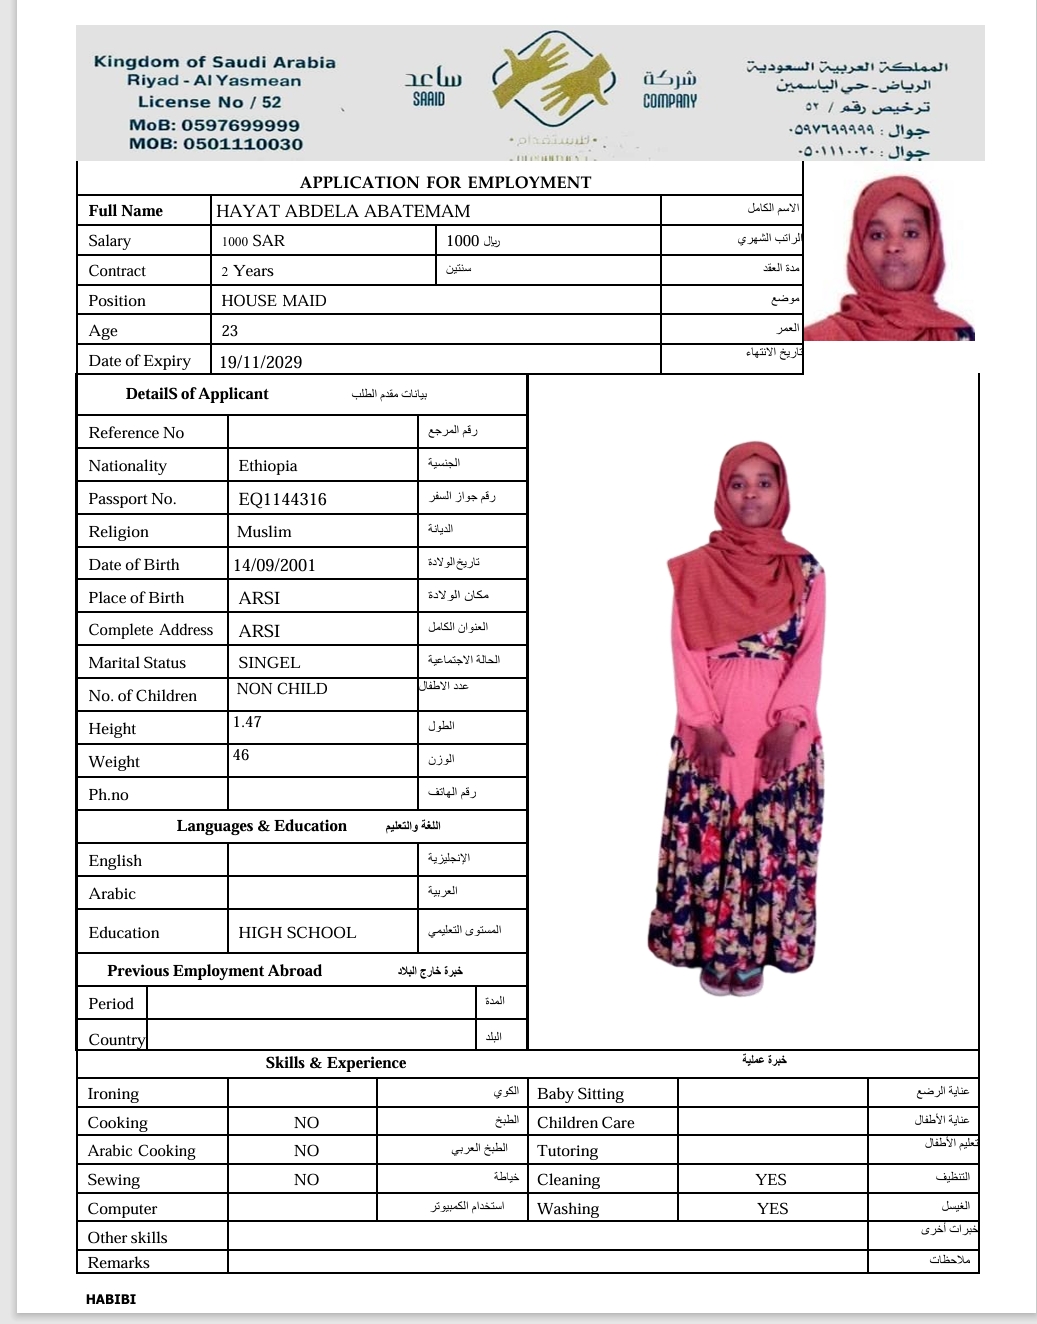 Kingdom of Saudi Arabia
Riyad - Al Yasmean
License No / 52
MoB: 0597699999
MOB: 0501110030
ساعد
SAAID
شركة
COMPANY
للاستقدام
المملكة العربية السعودية
الرياض - حي الياسمين
ترخيص رقم / ٥٢
جوال : ٠٥٩٧٦٩٩٩٩٩
جوال : ٠٥٠١١١٠٠٣٠
APPLICATION FOR EMPLOYMENT
Full Name HAYAT ABDELA ABATEMAM الاسم الكامل
Salary 1000 SAR 1000 ريال الراتب الشهري
Contract 2 Years سنتين مدة العقد
Position HOUSE MAID موضع
Age 23 العمر
Date of Expiry 19/11/2029 تاريخ الانتهاء
DetailS of Applicant بيانات مقدم الطلب
Reference No رقم المرجع
Nationality Ethiopia الجنسية
Passport No. EQ1144316 رقم جواز السفر
Religion Muslim الديانة
Date of Birth 14/09/2001 تاريخ الولادة
Place of Birth ARSI مكان الولادة
Complete Address ARSI العنوان الكامل
Marital Status SINGEL الحالة الاجتماعية
No. of Children NON CHILD عدد الاطفال
Height 1.47 الطول
Weight 46 الوزن
Ph.no رقم الهاتف
Languages & Education اللغة والتعليم
English الإنجليزية
Arabic العربية
Education HIGH SCHOOL المستوى التعليمي
Previous Employment Abroad خبرة خارج البلاد
Period المدة
Country البلد
Skills & Experience خبرة عملية
Ironing الكوي Baby Sitting عناية الرضع
Cooking NO الطبخ Children Care عناية الأطفال
Arabic Cooking NO الطبخ العربي Tutoring تعليم الأطفال
Sewing NO خياطة Cleaning YES التنظيف
Computer استخدام الكمبيوتر Washing YES الغيسل
Other skills خبرات أخرى
Remarks ملاحظات
HABIBI